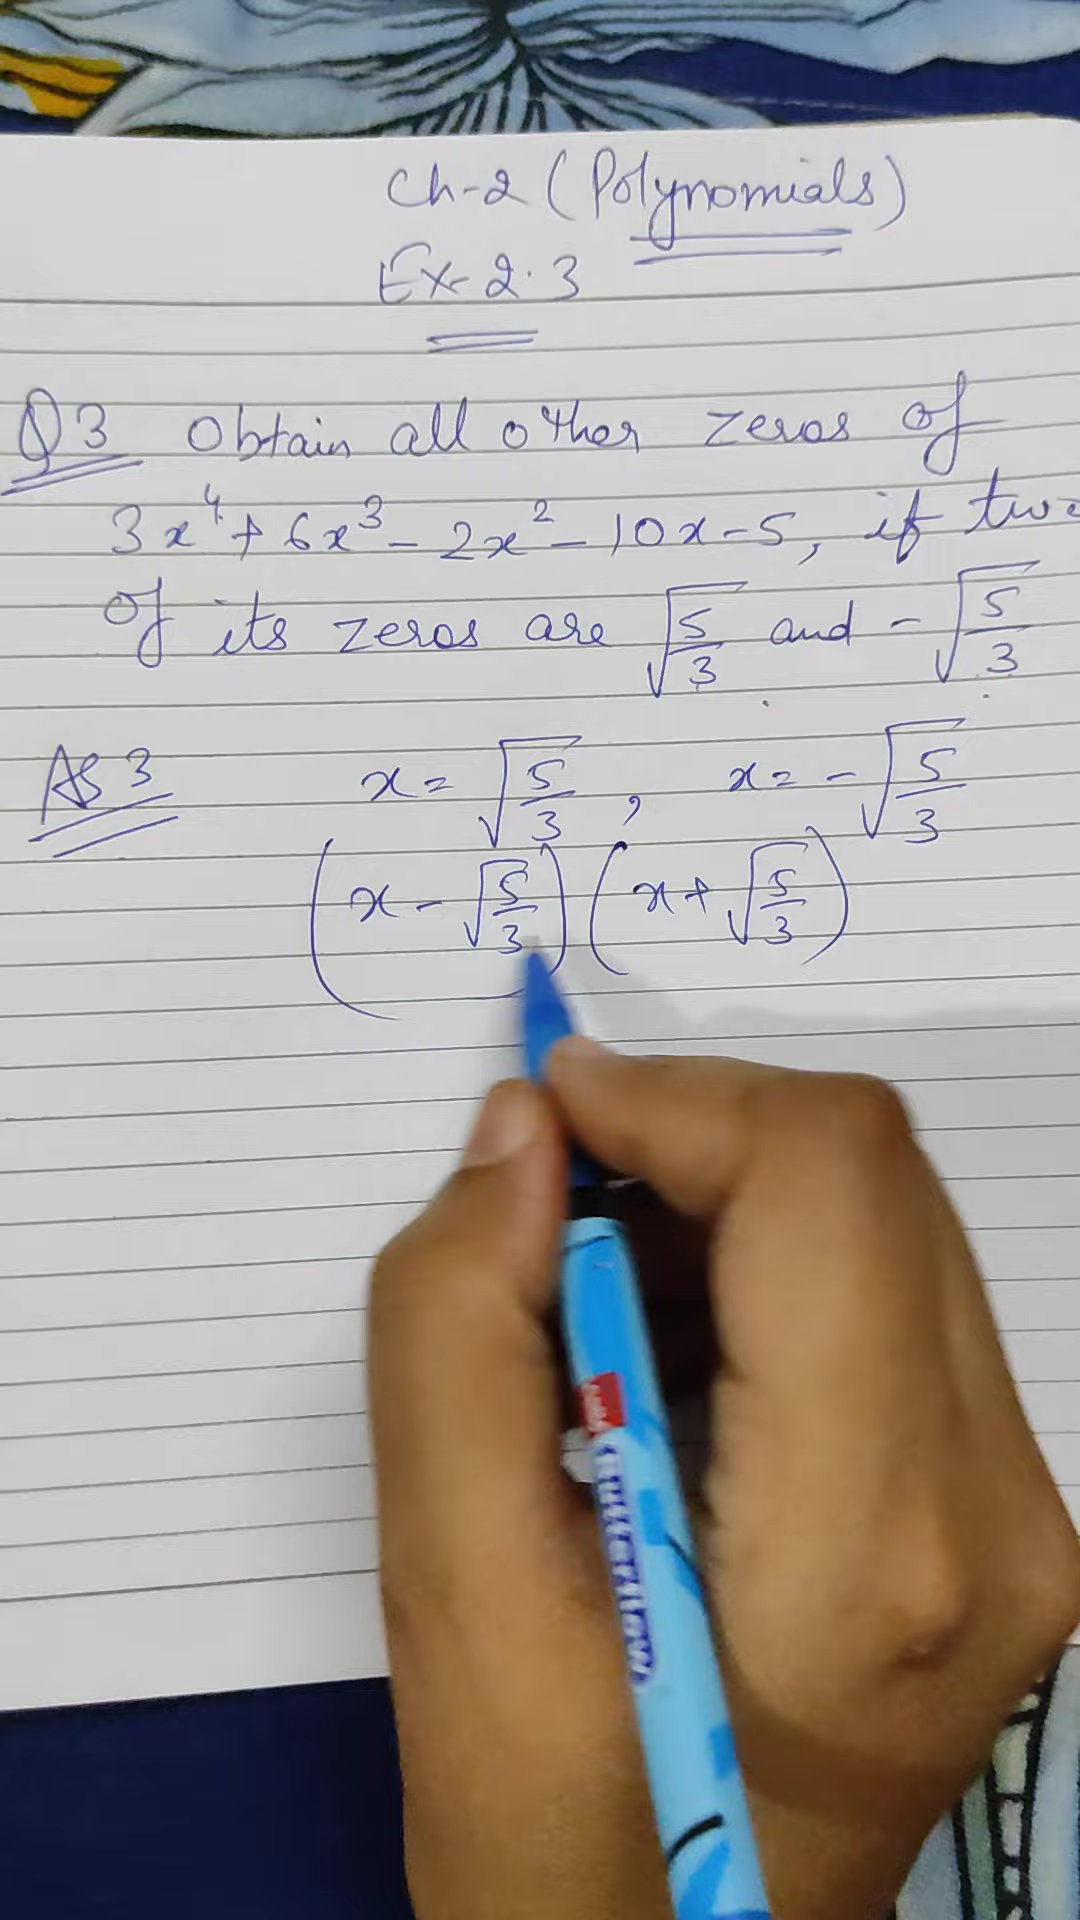 Ch-2 (Polynomials)
Ex-2.3
Q3 Obtain all other zeros of
3x⁴ + 6x³ - 2x² - 10x - 5, if two
of its zeros are √(5/3) and -√(5/3)
AS 3 x = √(5/3), x = -√(5/3)
(x - √(5/3)) (x + √(5/3))
Butterflow